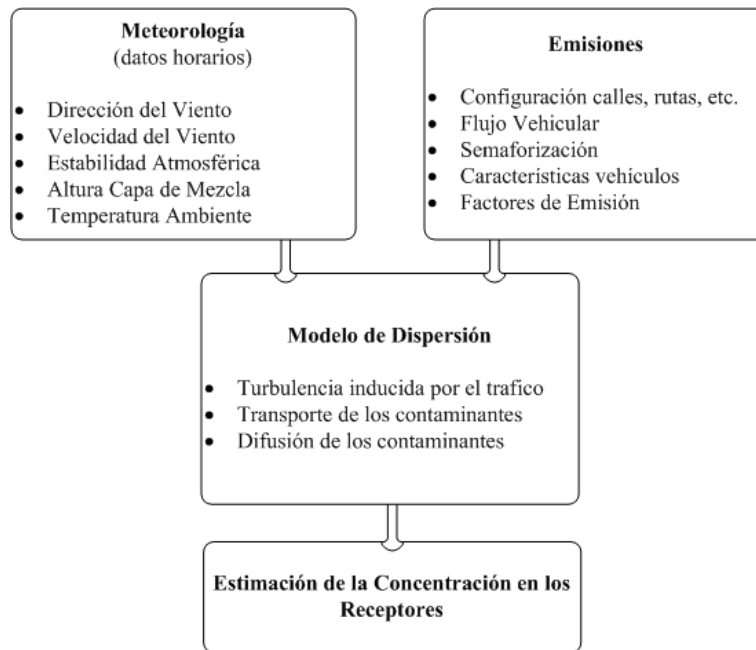 Meteorología
(datos horarios)
• Dirección del Viento
• Velocidad del Viento
• Estabilidad Atmosférica
• Altura Capa de Mezcla
• Temperatura Ambiente
Emisiones
• Configuración calles, rutas, etc.
• Flujo Vehicular
• Semaforización
• Características vehículos
• Factores de Emisión
Modelo de Dispersión
• Turbulencia inducida por el trafico
• Transporte de los contaminantes
• Difusión de los contaminantes
Estimación de la Concentración en los
Receptores